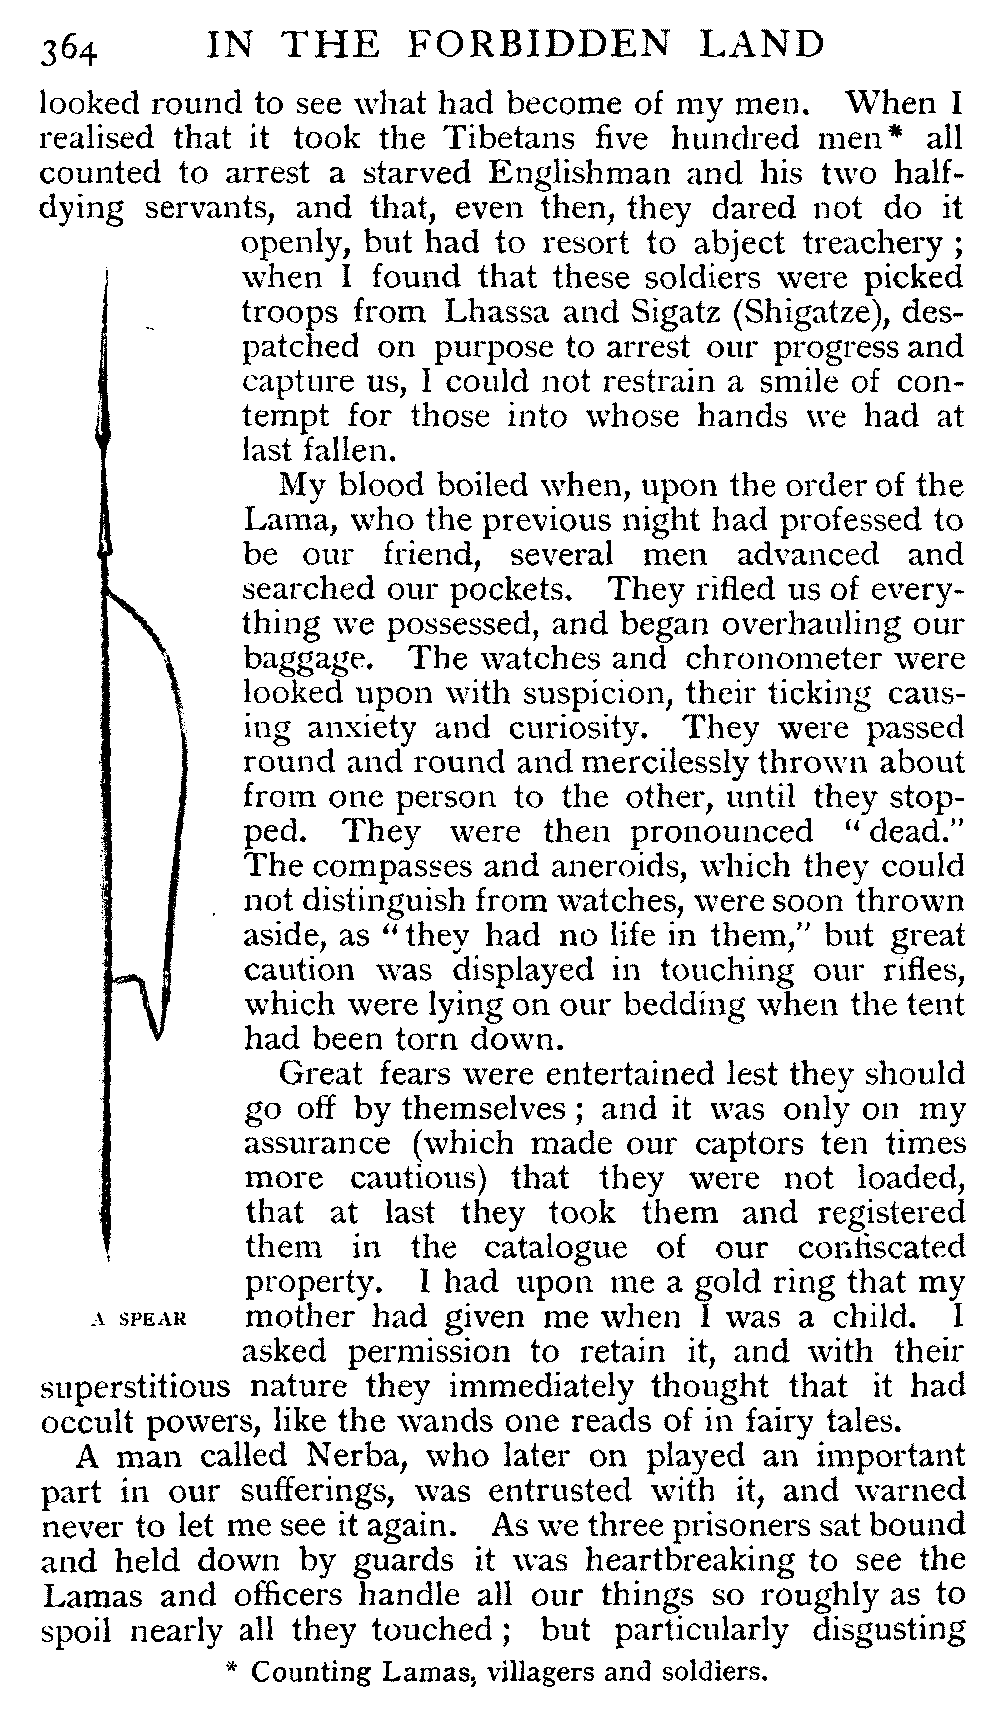 364 IN THE FORBIDDEN LAND
looked round to see what had become of my men. When I
realised that it took the Tibetans five hundred men* all
counted to arrest a starved Englishman and his two half-
dying servants, and that, even then, they dared not do it
openly, but had to resort to abject treachery ;
when I found that these soldiers were picked
troops from Lhassa and Sigatz (Shigatze), des-
patched on purpose to arrest our progress and
capture us, I could not restrain a smile of con-
tempt for those into whose hands we had at
last fallen.
My blood boiled when, upon the order of the
Lama, who the previous night had professed to
be our friend, several men advanced and
searched our pockets. They rifled us of every-
thing we possessed, and began overhauling our
baggage. The watches and chronometer were
looked upon with suspicion, their ticking caus-
ing anxiety and curiosity. They were passed
round and round and mercilessly thrown about
from one person to the other, until they stop-
ped. They were then pronounced "dead."
The compasses and aneroids, which they could
not distinguish from watches, were soon thrown
aside, as "they had no life in them," but great
caution was displayed in touching our rifles,
which were lying on our bedding when the tent
had been torn down.
Great fears were entertained lest they should
go off by themselves ; and it was only on my
assurance (which made our captors ten times
more cautious) that they were not loaded,
that at last they took them and registered
them in the catalogue of our confiscated
property. I had upon me a gold ring that my
mother had given me when I was a child. I
asked permission to retain it, and with their
superstitious nature they immediately thought that it had
occult powers, like the wands one reads of in fairy tales.
A man called Nerba, who later on played an important
part in our sufferings, was entrusted with it, and warned
never to let me see it again. As we three prisoners sat bound
and held down by guards it was heartbreaking to see the
Lamas and officers handle all our things so roughly as to
spoil nearly all they touched ; but particularly disgusting
* Counting Lamas, villagers and soldiers.
A SPEAR